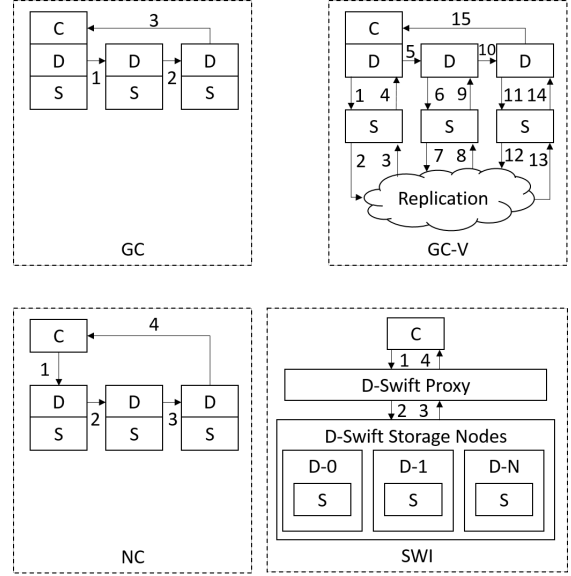 3
C
D
D
D
1
2
S
S
S
GC
15
C
D
D
D
5
10
1
4
6
9
11
14
S
S
S
2
3
7
8
12
13
Replication
GC-V
4
C
1
D
D
D
2
3
S
S
S
NC
C
1 4
D-Swift Proxy
2 3
D-Swift Storage Nodes
D-0
D-1
D-N
S
S
S
SWI